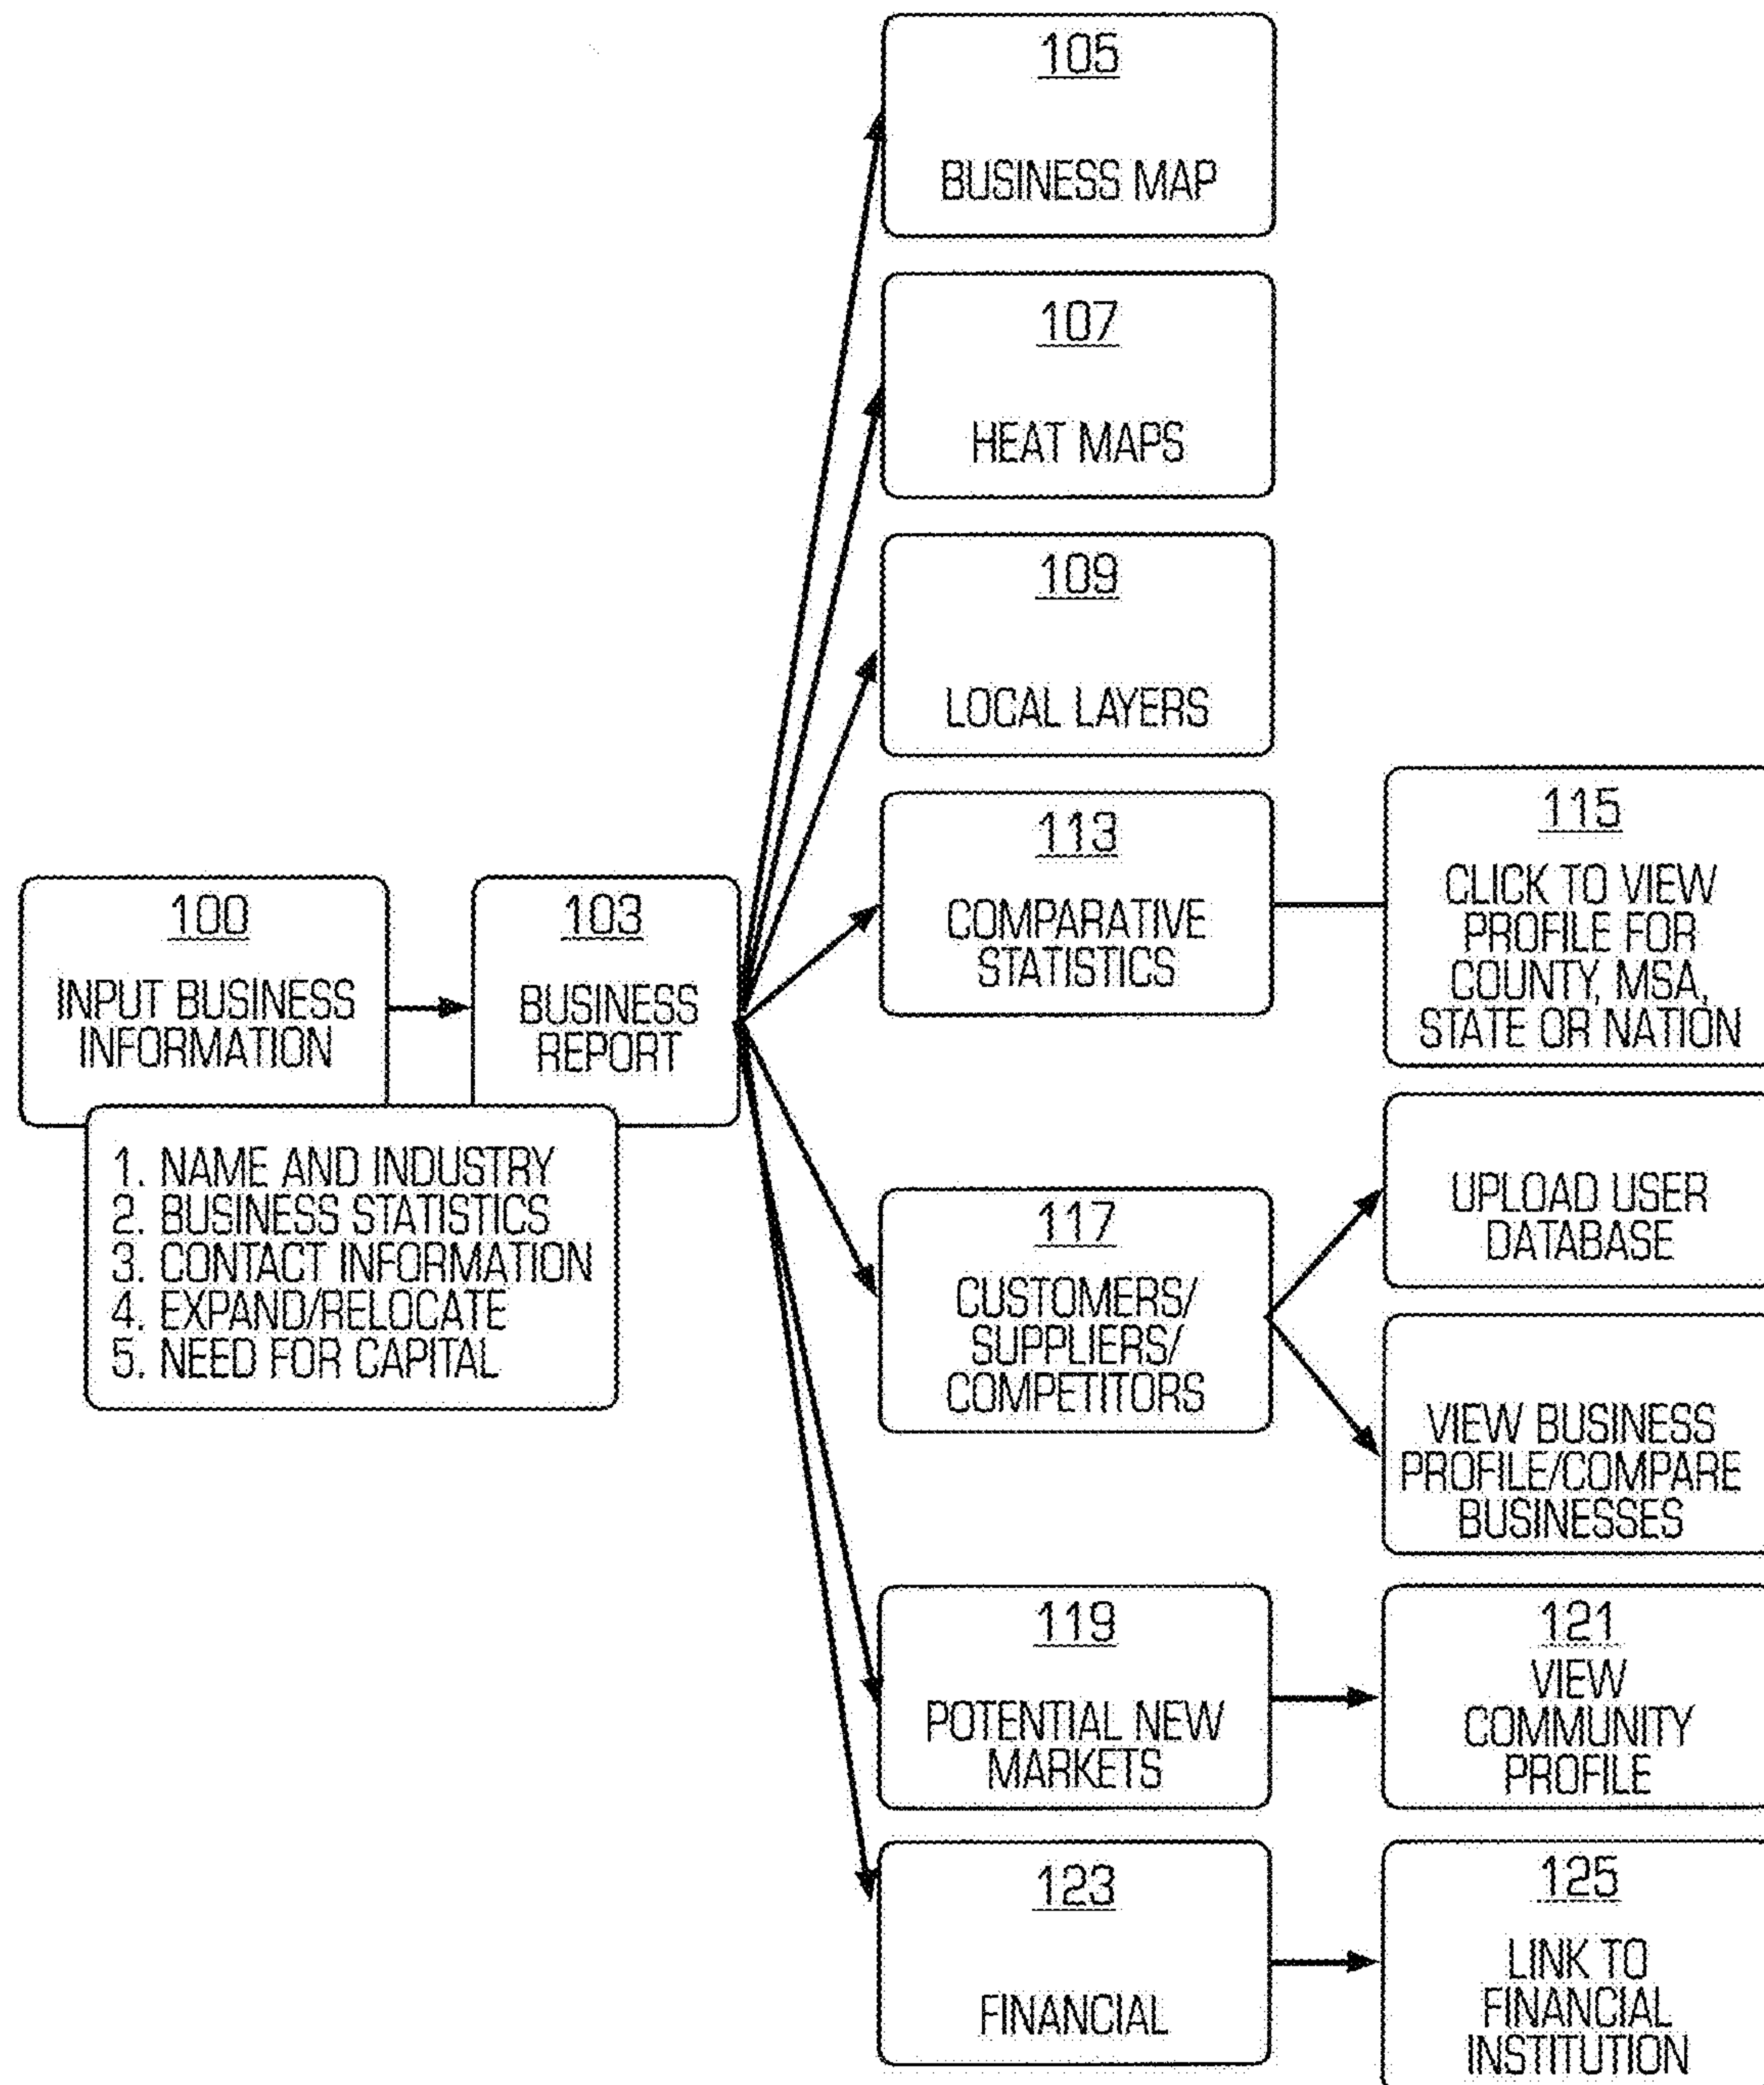 105
BUSINESS MAP
107
HEAT MAPS
109
LOCAL LAYERS
113
COMPARATIVE
STATISTICS
115
CLICK TO VIEW
PROFILE FOR
COUNTY, MSA,
STATE OR NATION
100
INPUT BUSINESS
INFORMATION
103
BUSINESS
REPORT
1. NAME AND INDUSTRY
2. BUSINESS STATISTICS
3. CONTACT INFORMATION
4. EXPAND/RELOCATE
5. NEED FOR CAPITAL
117
CUSTOMERS/
SUPPLIERS/
COMPETITORS
UPLOAD USER
DATABASE
VIEW BUSINESS
PROFILE/COMPARE
BUSINESSES
119
POTENTIAL NEW
MARKETS
121
VIEW
COMMUNITY
PROFILE
123
FINANCIAL
125
LINK TO
FINANCIAL
INSTITUTION